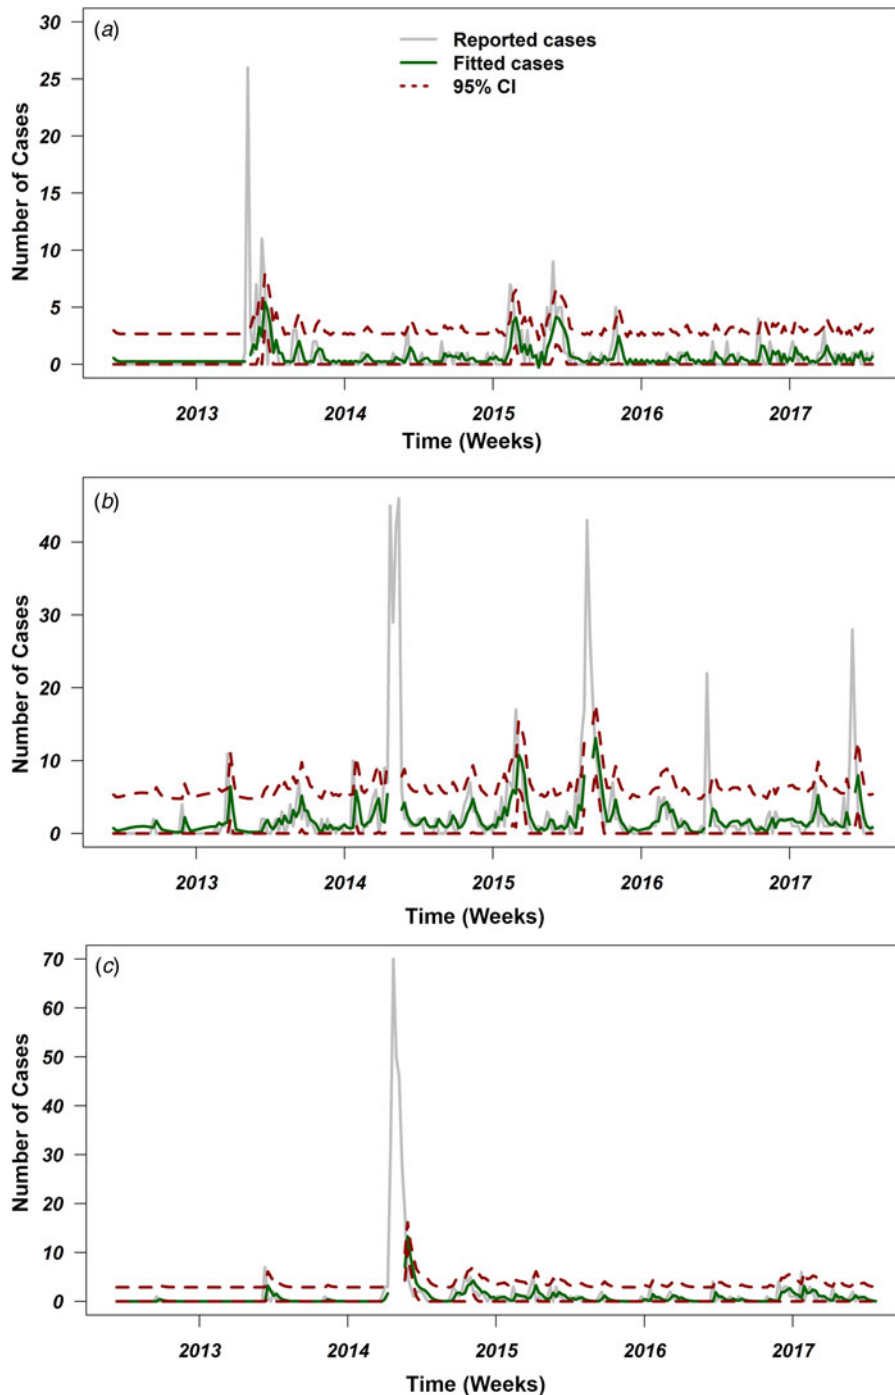 (a)
Reported cases
Fitted cases
95% CI
Number of Cases
30
25
20
15
10
5
0
2013 2014 2015 2016 2017
Time (Weeks)
(b)
Number of Cases
40
30
20
10
0
2013 2014 2015 2016 2017
Time (Weeks)
(c)
Number of Cases
70
60
50
40
30
20
10
0
2013 2014 2015 2016 2017
Time (Weeks)